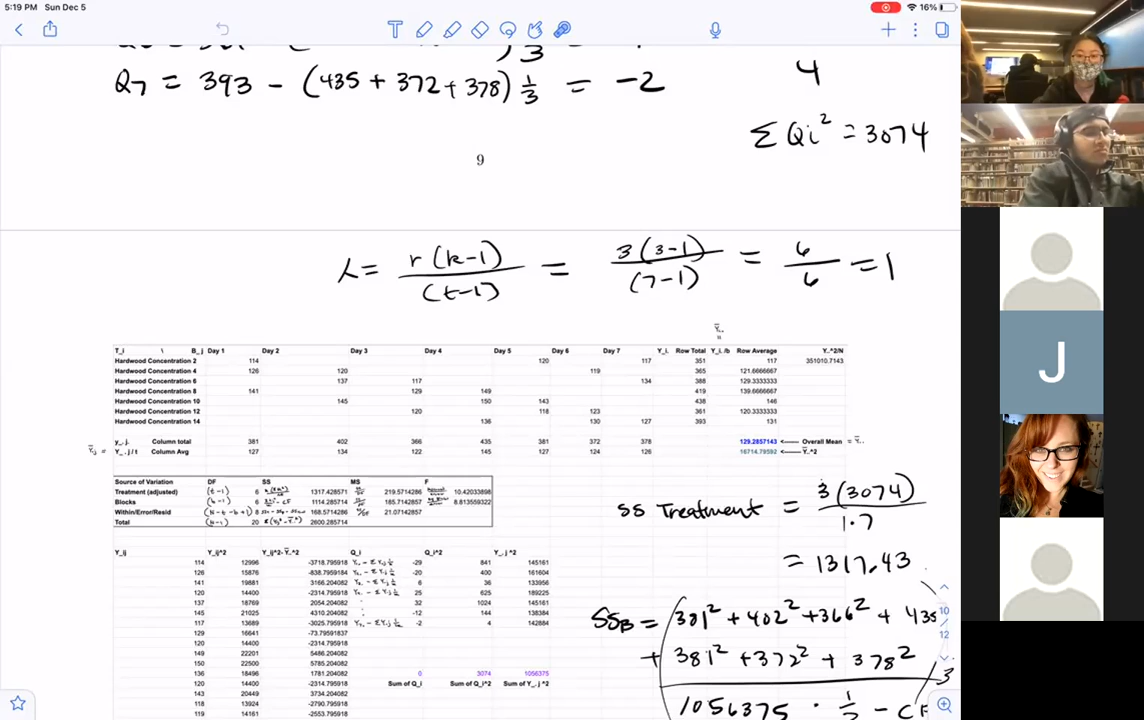 5:19 PM Sun Dec 5
16%
Q7 = 393 - (435 + 372 + 378) 1/3 = -2
4
Σ Qi² = 3074
9
λ = r(k-1)/(t-1) = 3(3-1)/(7-1) = 6/6 = 1
T_i \ B_j Day 1 Day 2 Day 3 Day 4 Day 5 Day 6 Day 7 Y_i. Row Total Y_i. /b Row Average Y..^2/N
Hardwood Concentration 2 114 120 117 351 117 351010.7143
Hardwood Concentration 4 126 120 119 365 121.6666667
Hardwood Concentration 6 137 117 134 388 129.3333333
Hardwood Concentration 8 141 129 149 419 139.6666667
Hardwood Concentration 10 145 150 143 438 146
Hardwood Concentration 12 120 118 123 361 120.3333333
Hardwood Concentration 14 136 130 127 393 131
y_.j. Column total 381 402 366 435 381 372 378 129.2857143 <----- Overall Mean
Y_.j/t Column Avg 127 134 122 145 127 124 126 16714.79592 <-----
Source of Variation DF SS MS F
Treatment (adjusted) (t-1) 6 1317.428571 219.5714286 10.42033898
Blocks 6 1114.285714 185.7142857 8.813559322
Within/Error/Resid 8 168.5714286 21.07142857
Total 20 2600.285714
Y_ij Y_ij^2 Q_i Q_i^2 Y_.j ^2
114 12996 -3718.795918 -29 841 145161
126 15876 -838.7959184 -20 400 161604
141 19881 3166.204082 6 36 133956
120 14400 -2314.795918 25 625 189225
137 18769 2054.204082 32 1024 145161
145 21025 4310.204082 -12 144 138384
117 13689 -3025.795918 -2 4 142884
129 16641 -73.79591837
120 14400 -2314.795918
149 22201 5486.204082
150 22500 5785.204082
136 18496 1781.204082 0 3074 1056375
120 14400 -2314.795918 Sum of Q_i Sum of Q_i^2 Sum of Y_.j ^2
143 20449 3734.204082
118 13924 -2790.795918
119 14161 -2553.795918
SS Treatment = 3(3074)/1·7
= 1317.43
SSB = 381² + 402² + 366² + 435
+ 381² + 372² + 378²
/3
1056375 · 1/3 - CF
10
12
J